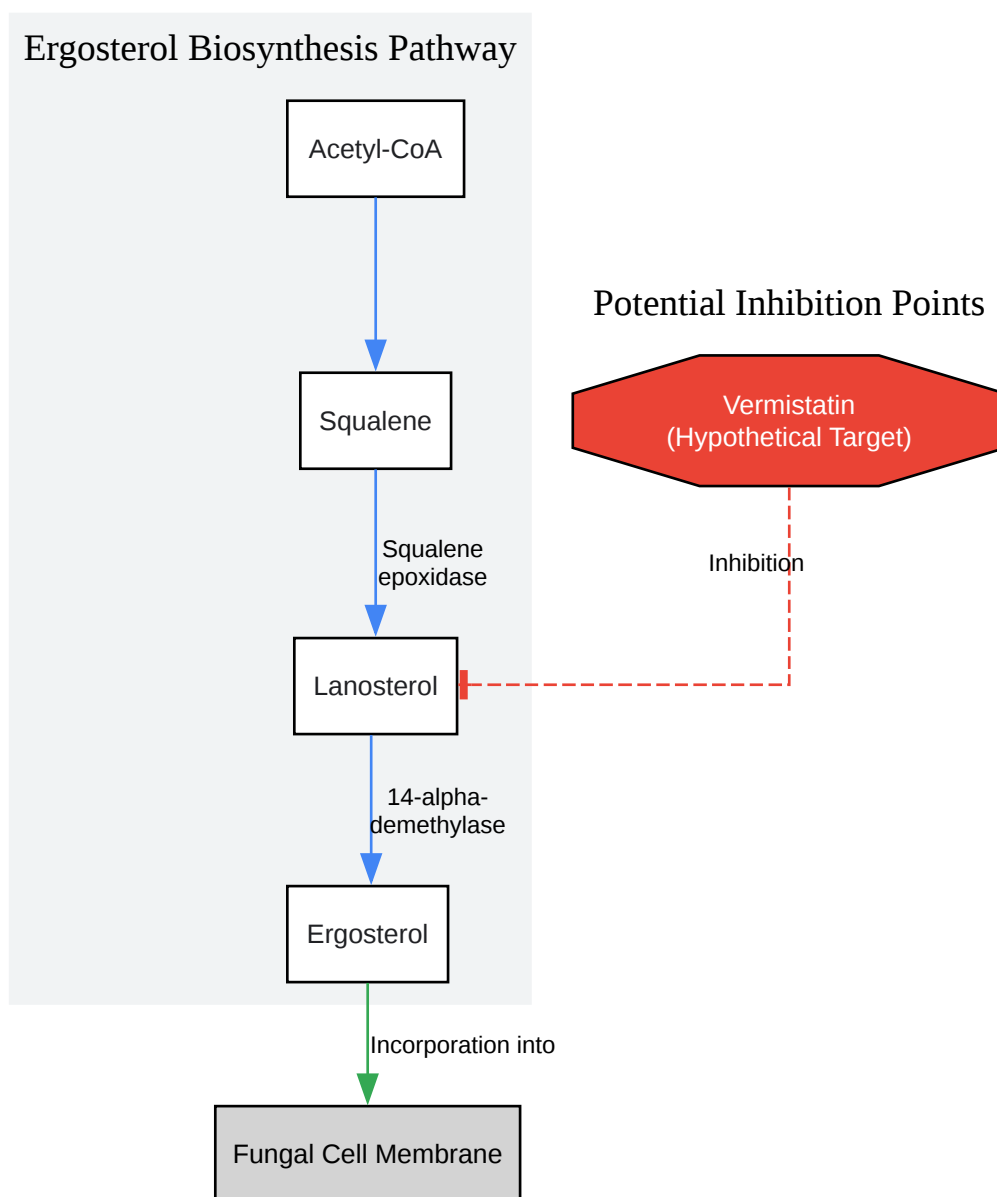 Ergosterol Biosynthesis Pathway
Acetyl-CoA
Potential Inhibition Points
Vermistatin
(Hypothetical Target)
Squalene
Squalene
epoxidase
Inhibition
Lanosterol
14-alpha-
demethylase
Ergosterol
Incorporation into
Fungal Cell Membrane